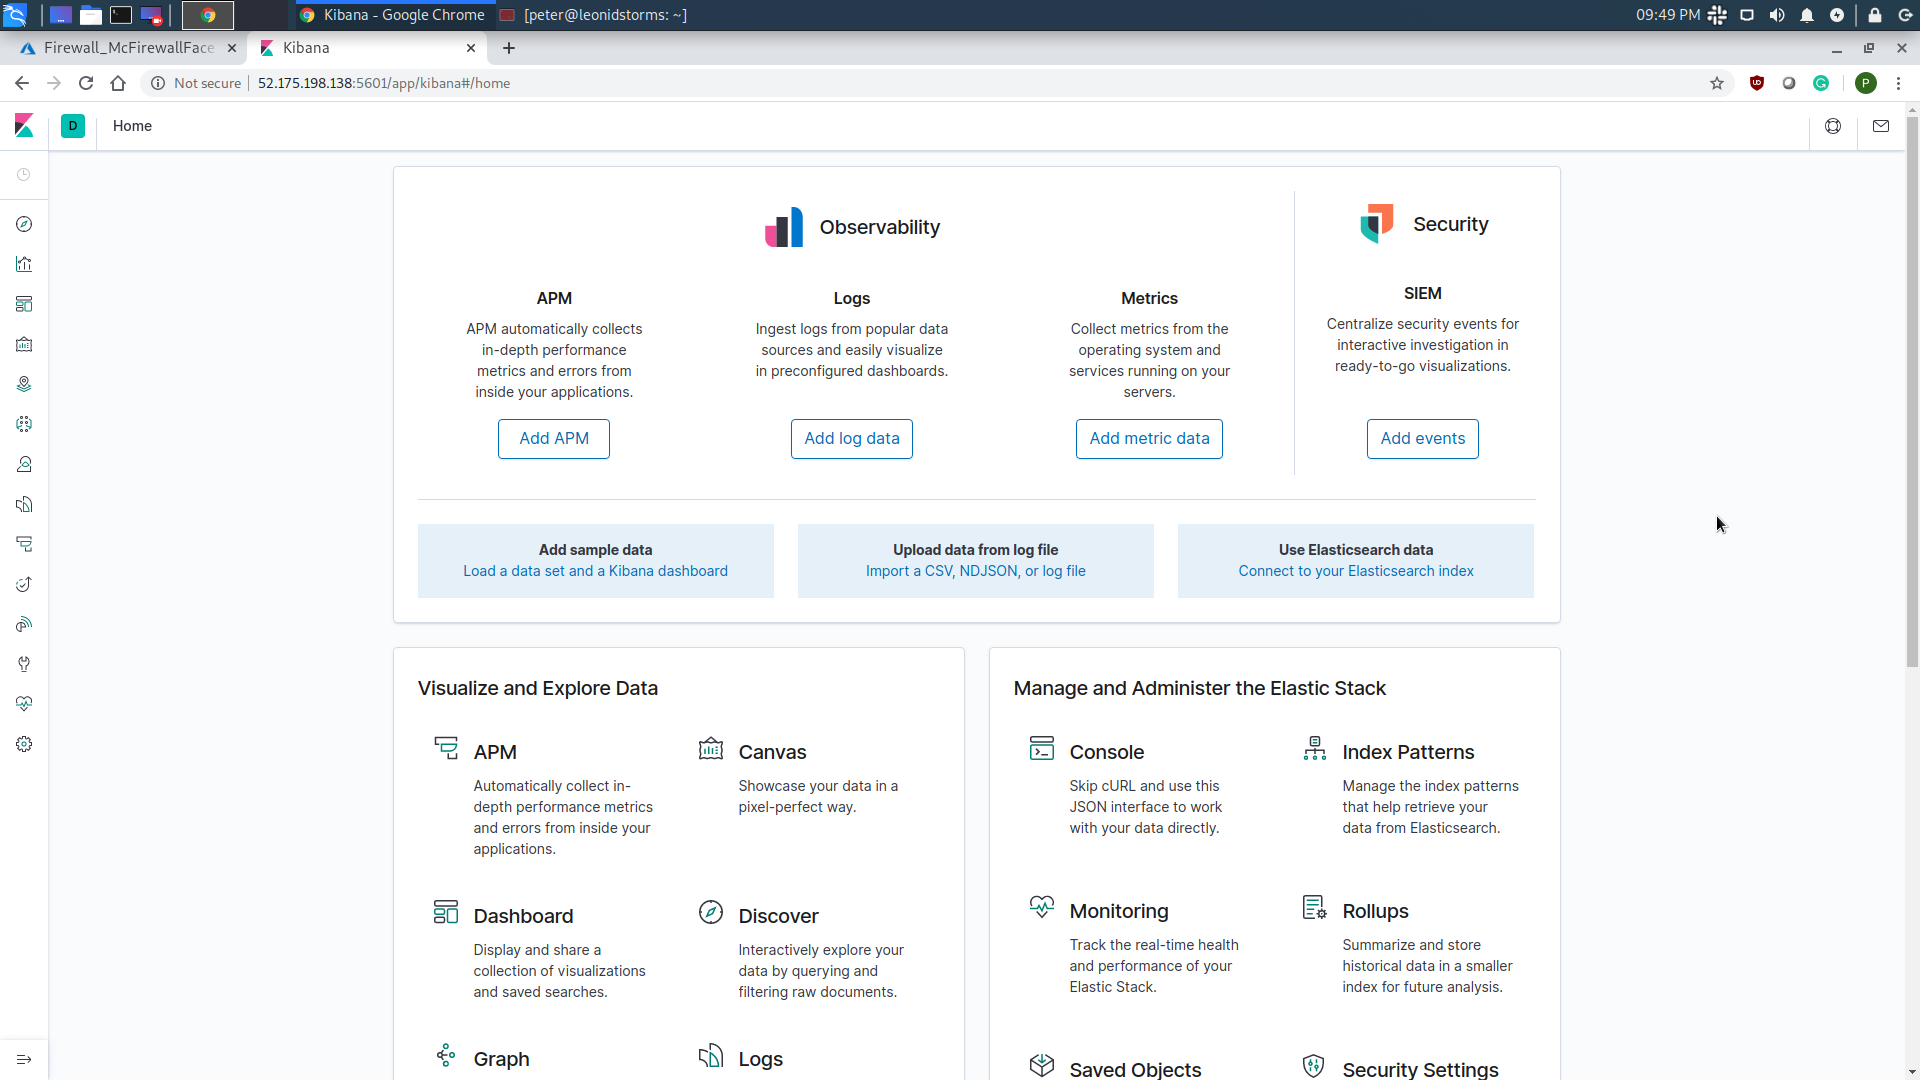 Kibana - Google Chrome
[peter@leonidstorms: ~]
09:49 PM
Firewall_McFirewallFace
Kibana
Not secure
52.175.198.138:5601/app/kibana#/home
P
D
Home
Observability
Security
APM
APM automatically collects
in-depth performance
metrics and errors from
inside your applications.
Add APM
Logs
Ingest logs from popular data
sources and easily visualize
in preconfigured dashboards.
Add log data
Metrics
Collect metrics from the
operating system and
services running on your
servers.
Add metric data
SIEM
Centralize security events for
interactive investigation in
ready-to-go visualizations.
Add events
Add sample data
Load a data set and a Kibana dashboard
Upload data from log file
Import a CSV, NDJSON, or log file
Use Elasticsearch data
Connect to your Elasticsearch index
Visualize and Explore Data
APM
Automatically collect in-
depth performance metrics
and errors from inside your
applications.
Canvas
Showcase your data in a
pixel-perfect way.
Dashboard
Display and share a
collection of visualizations
and saved searches.
Discover
Interactively explore your
data by querying and
filtering raw documents.
Graph
Logs
Manage and Administer the Elastic Stack
Console
Skip cURL and use this
JSON interface to work
with your data directly.
Index Patterns
Manage the index patterns
that help retrieve your
data from Elasticsearch.
Monitoring
Track the real-time health
and performance of your
Elastic Stack.
Rollups
Summarize and store
historical data in a smaller
index for future analysis.
Saved Objects
Security Settings